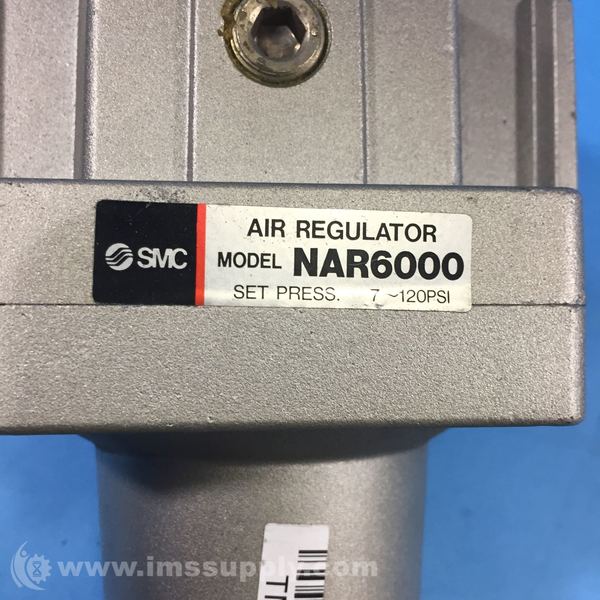 SMC
AIR REGULATOR
MODEL NAR6000
SET PRESS. 7~120PSI
www.imssupply.com